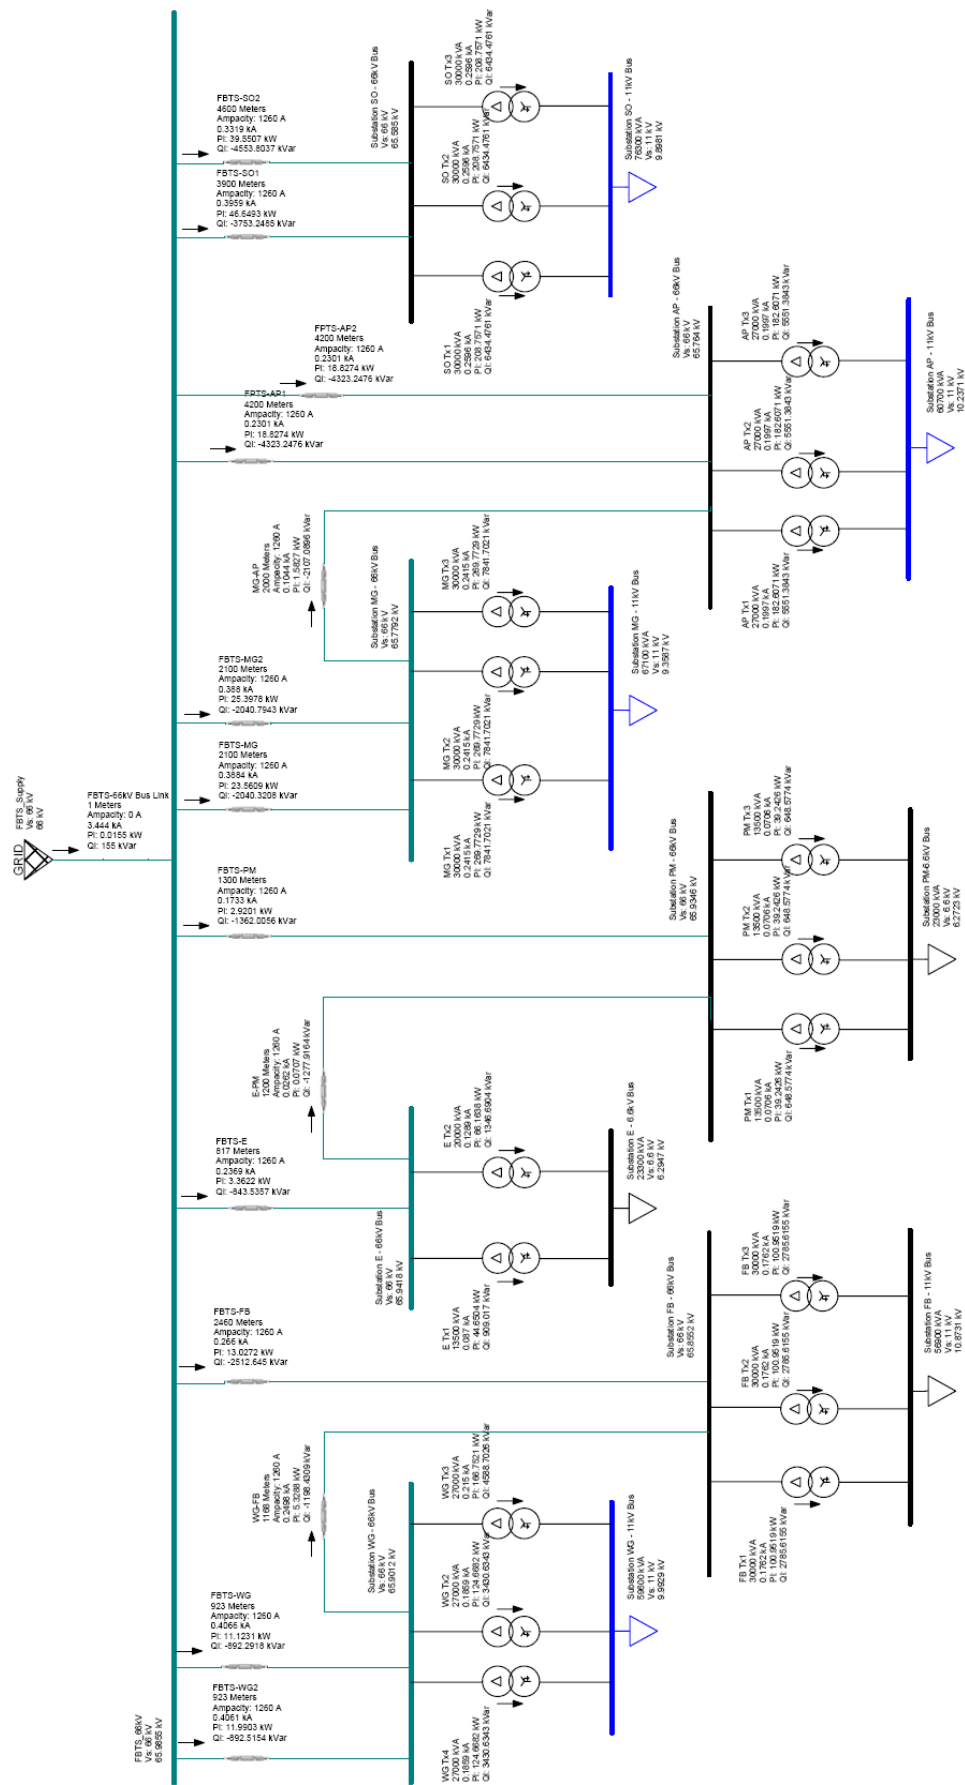 FBTS-SO2
4600 Meters
Ampacity: 1260 A
0.3319 kA
Pl: 39.5507 kW
Ql: -4553.8037 kVar
FBTS-SO1
3900 Meters
Ampacity: 1260 A
0.3959 kA
Pl: 46.6493 kW
Ql: -3753.2485 kVar
Substation SO - 66kV Bus
Vs: 66 kV
65.585 kV
SO Tx3
30000 kVA
0.2596 kA
Pl: 208.7571 kW
Ql: 6434.4761 kVar
SO Tx2
30000 kVA
0.2596 kA
Pl: 208.7571 kW
Ql: 6434.4761 kVar
SO Tx1
30000 kVA
0.2596 kA
Pl: 208.7571 kW
Ql: 6434.4761 kVar
Substation SO - 11kV Bus
76300 kVA
Vs: 11 kV
9.8981 kV
FPTS-AP2
4200 Meters
Ampacity: 1260 A
0.2301 kA
Pl: 18.8274 kW
Ql: -4323.2476 kVar
FPTS-AP1
4200 Meters
Ampacity: 1260 A
0.2301 kA
Pl: 18.8274 kW
Ql: -4323.2476 kVar
Substation AP - 66kV Bus
Vs: 66 kV
65.764 kV
AP Tx3
27000 kVA
0.1997 kA
Pl: 182.6071 kW
Ql: 5551.3843 kVar
AP Tx2
27000 kVA
0.1997 kA
Pl: 182.6071 kW
Ql: 5551.3843 kVar
AP Tx1
27000 kVA
0.1997 kA
Pl: 182.6071 kW
Ql: 5551.3843 kVar
Substation AP - 11kV Bus
60700 kVA
Vs: 11 kV
10.2371 kV
MG-AP
2000 Meters
Ampacity: 1260 A
0.1044 kA
Pl: 1.5827 kW
Ql: -2107.0896 kVar
FBTS-MG2
2100 Meters
Ampacity: 1260 A
0.388 kA
Pl: 25.3978 kW
Ql: -2040.7943 kVar
FBTS-MG
2100 Meters
Ampacity: 1260 A
0.3884 kA
Pl: 23.5609 kW
Ql: -2040.3208 kVar
Substation MG - 66kV Bus
Vs: 66 kV
65.7792 kV
MG Tx3
30000 kVA
0.2415 kA
Pl: 269.7729 kW
Ql: 7841.7021 kVar
MG Tx2
30000 kVA
0.2415 kA
Pl: 269.7729 kW
Ql: 7841.7021 kVar
MG Tx1
30000 kVA
0.2415 kA
Pl: 269.7729 kW
Ql: 7841.7021 kVar
Substation MG - 11kV Bus
67100 kVA
Vs: 11 kV
9.3587 kV
GRID
FBTS_Supply
Vs: 66 kV
66 kV
FBTS-66kV Bus Link
1 Meters
Ampacity: 0 A
3.444 kA
Pl: 0.0155 kW
Ql: 155 kVar
FBTS-PM
1300 Meters
Ampacity: 1260 A
0.1733 kA
Pl: 2.9201 kW
Ql: -1362.0056 kVar
Substation PM - 66kV Bus
Vs: 66 kV
65.9346 kV
PM Tx3
13500 kVA
0.0706 kA
Pl: 39.2426 kW
Ql: 648.5774 kVar
PM Tx2
13500 kVA
0.0706 kA
Pl: 39.2426 kW
Ql: 648.5774 kVar
PM Tx1
13500 kVA
0.0706 kA
Pl: 39.2426 kW
Ql: 648.5774 kVar
Substation PM-6.6kV Bus
23000 kVA
Vs: 6.6 kV
6.2723 kV
E-PM
1200 Meters
Ampacity: 1260 A
0.0262 kA
Pl: 0.0707 kW
Ql: -1277.9164 kVar
FBTS-E
817 Meters
Ampacity: 1260 A
0.2369 kA
Pl: 3.3622 kW
Ql: -843.5357 kVar
Substation E - 66kV Bus
Vs: 66 kV
65.9418 kV
E Tx2
20000 kVA
0.1289 kA
Pl: 66.1638 kW
Ql: 1346.6904 kVar
E Tx1
13500 kVA
0.087 kA
Pl: 44.6504 kW
Ql: 909.017 kVar
Substation E - 6.6kV Bus
23300 kVA
Vs: 6.6 kV
6.2947 kV
FBTS-FB
2460 Meters
Ampacity: 1260 A
0.266 kA
Pl: 13.0272 kW
Ql: -2512.645 kVar
Substation FB - 66kV Bus
Vs: 66 kV
65.8552 kV
FB Tx3
30000 kVA
0.1762 kA
Pl: 100.9519 kW
Ql: 2785.6155 kVar
FB Tx2
30000 kVA
0.1762 kA
Pl: 100.9519 kW
Ql: 2785.6155 kVar
FB Tx1
30000 kVA
0.1762 kA
Pl: 100.9519 kW
Ql: 2785.6155 kVar
Substation FB - 11kV Bus
56900 kVA
Vs: 11 kV
10.8731 kV
WG-FB
1168 Meters
Ampacity: 1260 A
0.2498 kA
Pl: 5.3288 kW
Ql: -1198.4309 kVar
FBTS-WG
923 Meters
Ampacity: 1260 A
0.4066 kA
Pl: 11.1231 kW
Ql: -892.2918 kVar
FBTS-WG2
923 Meters
Ampacity: 1260 A
0.4061 kA
Pl: 11.9903 kW
Ql: -892.5154 kVar
Substation WG - 66kV Bus
Vs: 66 kV
65.9012 kV
WG Tx3
27000 kVA
0.215 kA
Pl: 166.7521 kW
Ql: 4588.7026 kVar
WG Tx2
27000 kVA
0.1859 kA
Pl: 124.6682 kW
Ql: 3430.6343 kVar
WG Tx4
27000 kVA
0.1859 kA
Pl: 124.6682 kW
Ql: 3430.6343 kVar
Substation WG - 11kV Bus
59600 kVA
Vs: 11 kV
9.9929 kV
FBTS_66kV
Vs: 66 kV
65.9855 kV